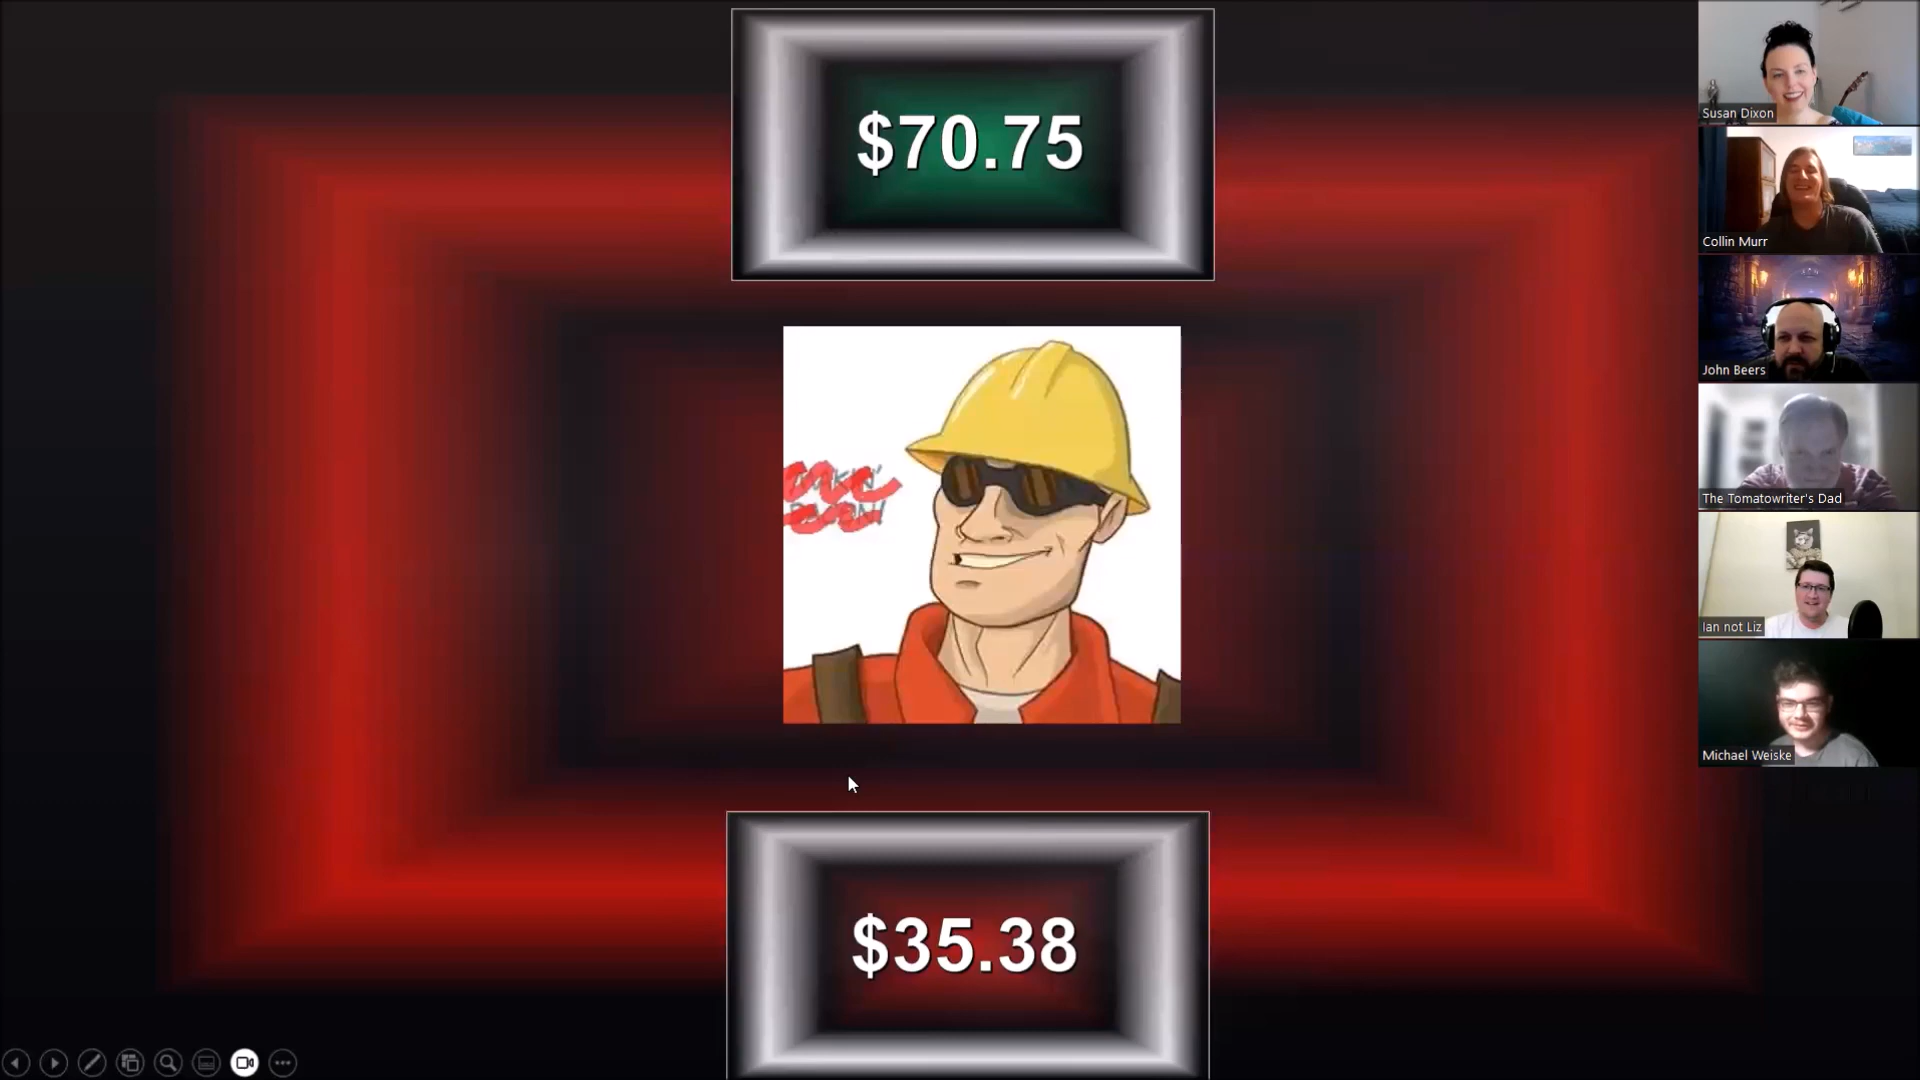 $70.75
Susan Dixon
Collin Murr
John Beers
The Tomatowriter's Dad
Ian not Liz
Michael Weiske
$35.38